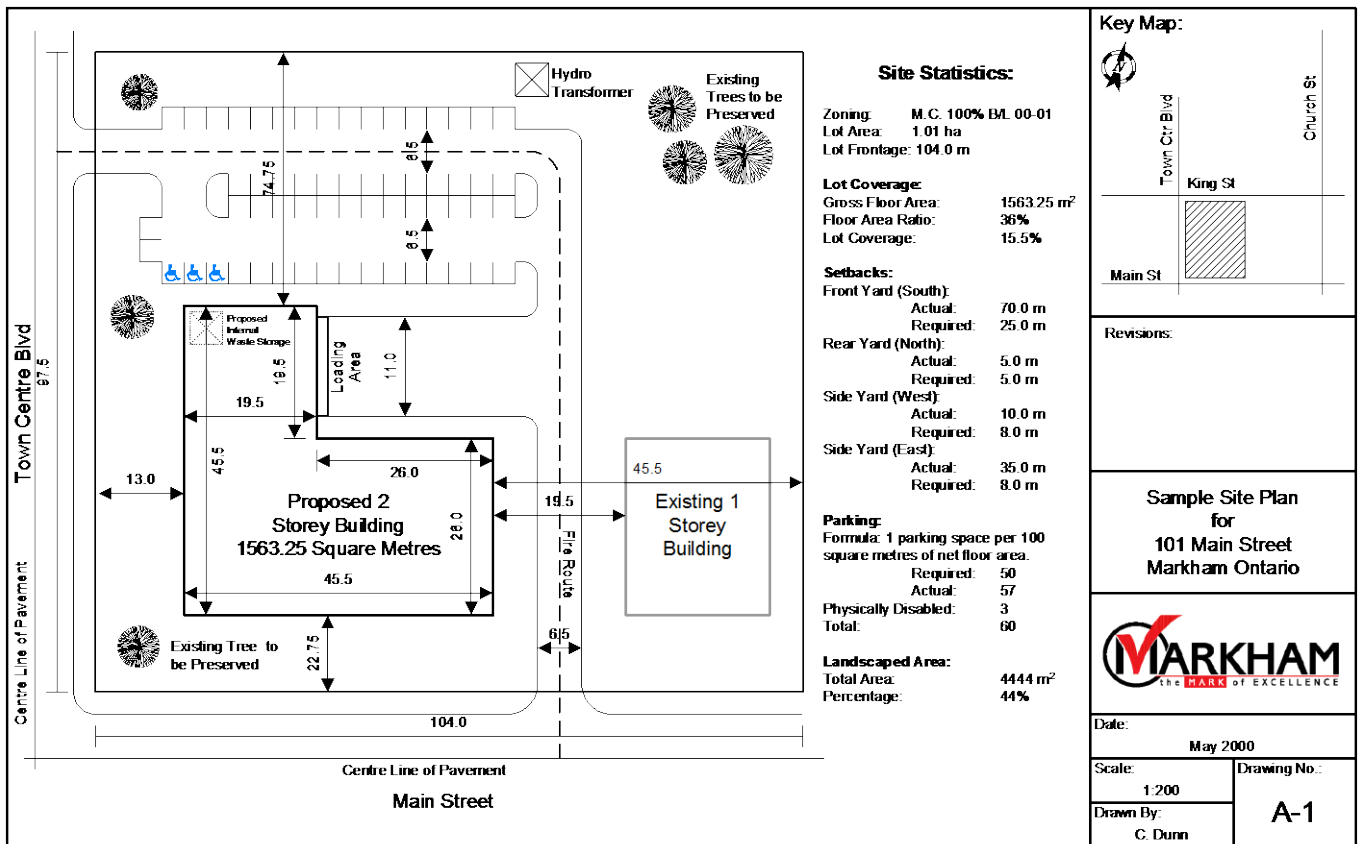 Hydro
Transformer
Existing
Trees to be
Preserved
8.5
74.75
8.5
Proposed
Internal
Waste Storage
19.5
Loading
Area
11.0
19.5
45.5
26.0
13.0
Proposed 2
Storey Building
1563.25 Square Metres
26.0
45.5
45.5
19.5
Existing 1
Storey
Building
Fire Route
Existing Tree to
be Preserved
22.75
6.5
104.0
97.5
Town Centre Blvd
Centre Line of Pavement
Centre Line of Pavement
Main Street
Site Statistics:
Zoning: M.C. 100% B/L 00-01
Lot Area: 1.01 ha
Lot Frontage: 104.0 m
Lot Coverage:
Gross Floor Area: 1563.25 m²
Floor Area Ratio: 36%
Lot Coverage: 15.5%
Setbacks:
Front Yard (South):
Actual: 70.0 m
Required: 25.0 m
Rear Yard (North):
Actual: 5.0 m
Required: 5.0 m
Side Yard (West):
Actual: 10.0 m
Required: 8.0 m
Side Yard (East):
Actual: 35.0 m
Required: 8.0 m
Parking:
Formula: 1 parking space per 100
square metres of net floor area.
Required: 50
Actual: 57
Physically Disabled: 3
Total: 60
Landscaped Area:
Total Area: 4444 m²
Percentage: 44%
Key Map:
N
Town Ctr Blvd
Church St
King St
Main St
Revisions:
Sample Site Plan
for
101 Main Street
Markham Ontario
MARKHAM
the MARK of EXCELLENCE
Date:
May 2000
Scale:
1:200
Drawing No.:
A-1
Drawn By:
C. Dunn